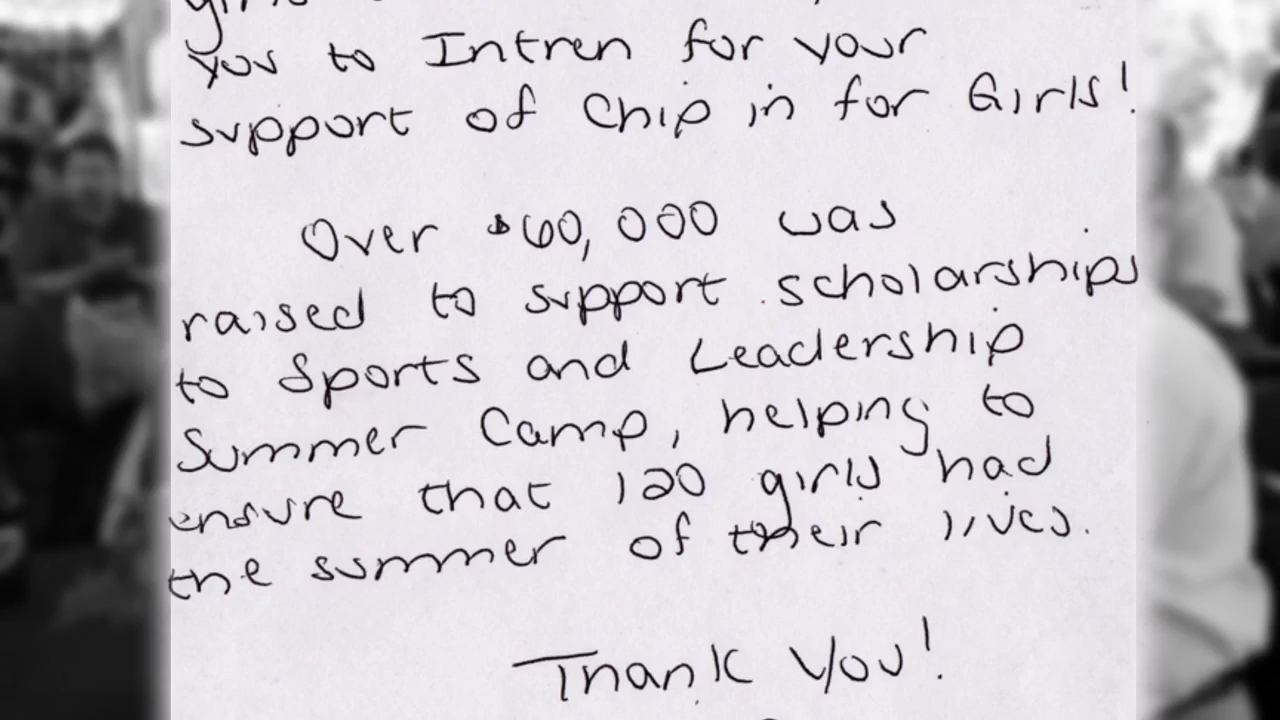 you to Intren for your
support of Chip in for Girls!
Over $60,000 was
raised to support scholarships
to Sports and Leadership
Summer Camp, helping to
ensure that 120 girls had
the summer of their lives.
Thank You!